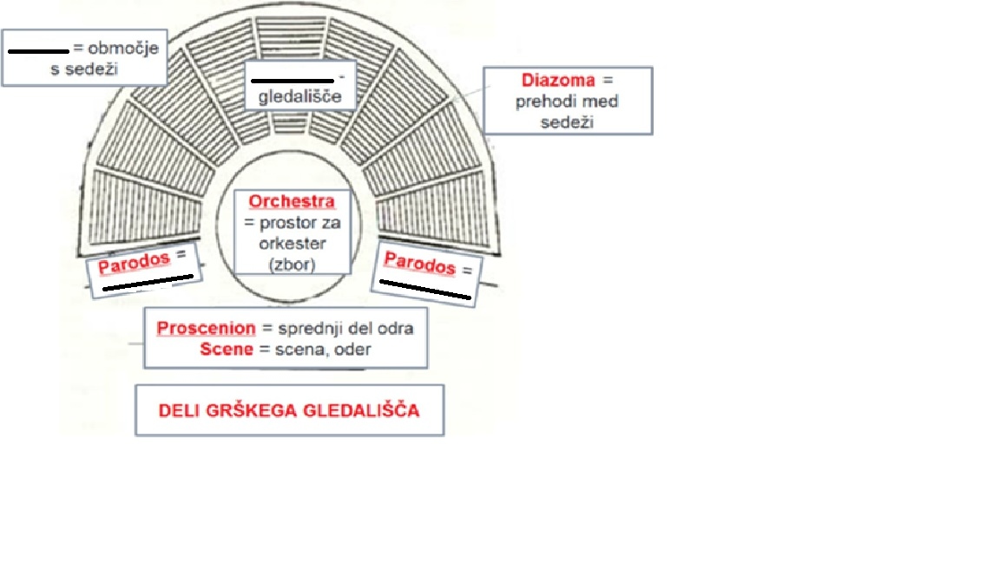 = območje
s sedeži
-
gledališče
Diazoma =
prehodi med
sedeži
Orchestra
= prostor za
orkester
(zbor)
Parodos =
Parodos =
Proscenion = sprednji del odra
Scene = scena, oder
DELI GRŠKEGA GLEDALIŠČA